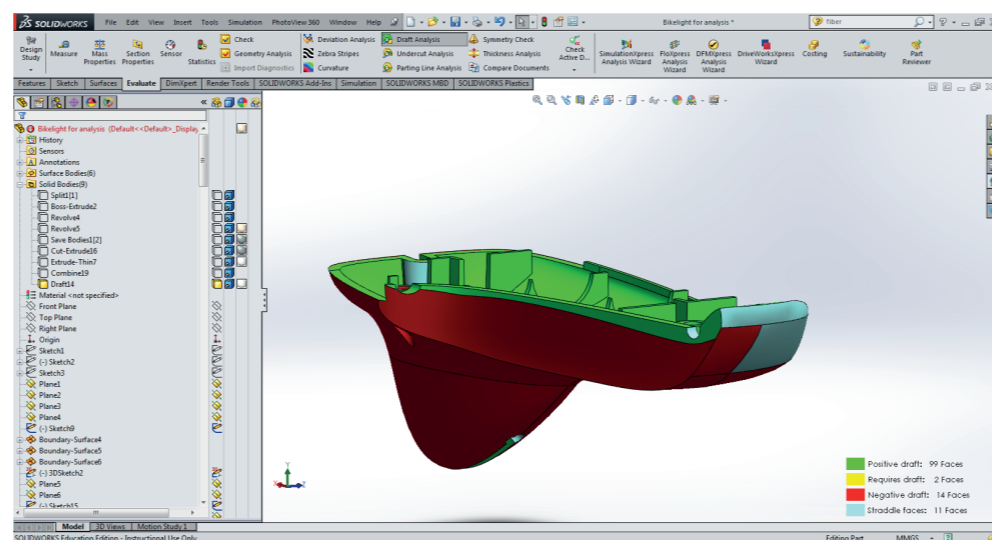 SOLIDWORKS File Edit View Insert Tools Simulation PhotoView 360 Window Help Bikelight for analysis * fiber
Design Study Measure Mass Properties Section Properties Sensor Statistics Check Geometry Analysis Import Diagnostics Deviation Analysis Zebra Stripes Curvature Draft Analysis Undercut Analysis Parting Line Analysis Symmetry Check Thickness Analysis Compare Documents Check Active D... SimulationXpress Analysis Wizard FloXpress Analysis Wizard DFMXpress Analysis Wizard DriveWorksXpress Wizard Costing Sustainability Part Reviewer
Features Sketch Surfaces Evaluate DimXpert Render Tools SOLIDWORKS Add-Ins Simulation SOLIDWORKS MBD SOLIDWORKS Plastics
Bikelight for analysis (Default<<Default>_Display
History
Sensors
Annotations
Surface Bodies(6)
Solid Bodies(9)
Split1[1]
Boss-Extrude2
Revolve4
Revolve5
Save Bodies1[2]
Cut-Extrude16
Extrude-Thin7
Combine19
Draft14
Material <not specified>
Front Plane
Top Plane
Right Plane
Origin
Sketch1
(-) Sketch2
Sketch3
Plane1
Plane2
Plane3
Plane4
(-) Sketch9
Boundary-Surface4
Boundary-Surface5
Boundary-Surface6
(-) 3DSketch2
Plane5
Plane6
(-) Sketch15
Positive draft: 99 Faces
Requires draft: 2 Faces
Negative draft: 14 Faces
Straddle faces: 11 Faces
Model 3D Views Motion Study 1
SOLIDWORKS Education Edition - Instructional Use Only Editing Part MMGS